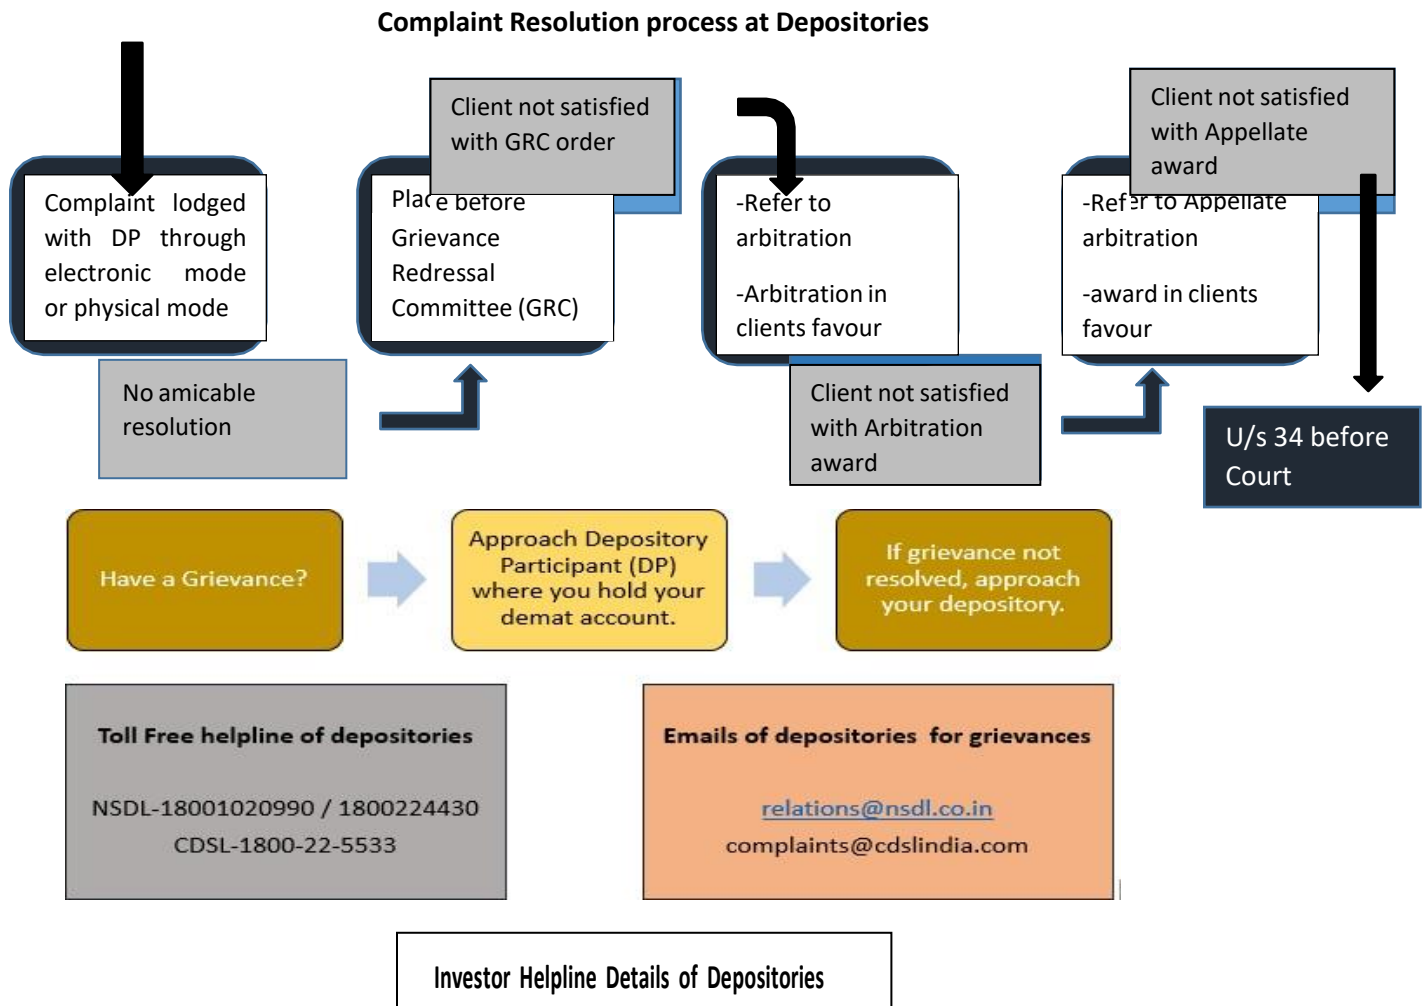 Complaint Resolution process at Depositories
Complaint lodged
with DP through
electronic mode
or physical mode
No amicable
resolution
Place before
Grievance
Redressal
Committee (GRC)
Client not satisfied
with GRC order
-Refer to
arbitration
-Arbitration in
clients favour
Client not satisfied
with Arbitration
award
-Refer to Appellate
arbitration
-award in clients
favour
Client not satisfied
with Appellate
award
U/s 34 before
Court
Have a Grievance?
Approach Depository
Participant (DP)
where you hold your
demat account.
If grievance not
resolved, approach
your depository.
Toll Free helpline of depositories
NSDL-18001020990 / 1800224430
CDSL-1800-22-5533
Emails of depositories for grievances
relations@nsdl.co.in
complaints@cdslindia.com
Investor Helpline Details of Depositories